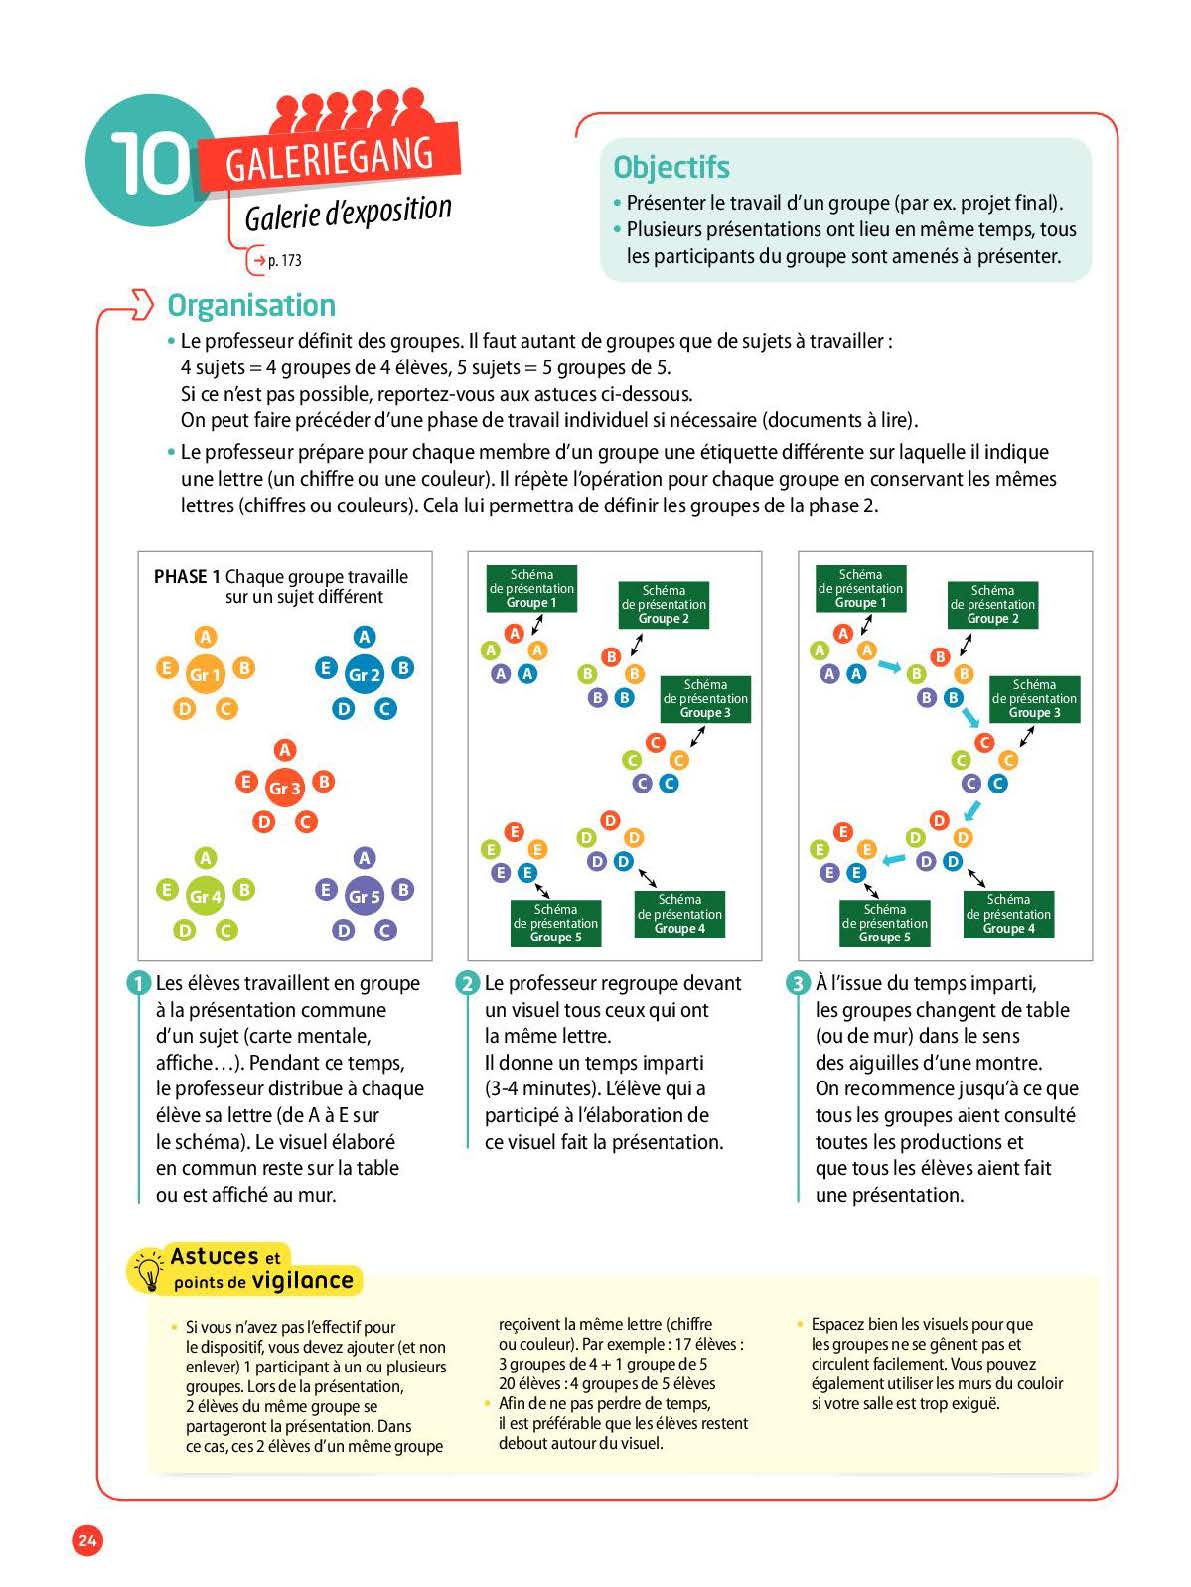 10
GALERIEGANG
Galerie d'exposition
p. 173
Objectifs
• Présenter le travail d'un groupe (par ex. projet final).
• Plusieurs présentations ont lieu en même temps, tous
les participants du groupe sont amenés à présenter.
Organisation
• Le professeur définit des groupes. Il faut autant de groupes que de sujets à travailler :
4 sujets = 4 groupes de 4 élèves, 5 sujets = 5 groupes de 5.
Si ce n'est pas possible, reportez-vous aux astuces ci-dessous.
On peut faire précéder d'une phase de travail individuel si nécessaire (documents à lire).
• Le professeur prépare pour chaque membre d'un groupe une étiquette différente sur laquelle il indique
une lettre (un chiffre ou une couleur). Il répète l'opération pour chaque groupe en conservant les mêmes
lettres (chiffres ou couleurs). Cela lui permettra de définir les groupes de la phase 2.
PHASE 1 Chaque groupe travaille
sur un sujet différent
A
E Gr 1 B
D C
A
E Gr 2 B
D C
A
E Gr 3 B
D C
A
E Gr 4 B
D C
A
E Gr 5 B
D C
Schéma
de présentation
Groupe 1
A
A A
A A
Schéma
de présentation
Groupe 2
B
B B
B B
Schéma
de présentation
Groupe 3
C
C C
C C
D
D D
D D
Schéma
de présentation
Groupe 4
E
E E
E E
Schéma
de présentation
Groupe 5
Schéma
de présentation
Groupe 1
A
A A
A A
Schéma
de présentation
Groupe 2
B
B B
B B
Schéma
de présentation
Groupe 3
C
C C
C C
D
D D
D D
Schéma
de présentation
Groupe 4
E
E E
E E
Schéma
de présentation
Groupe 5
1 Les élèves travaillent en groupe
à la présentation commune
d'un sujet (carte mentale,
affiche…). Pendant ce temps,
le professeur distribue à chaque
élève sa lettre (de A à E sur
le schéma). Le visuel élaboré
en commun reste sur la table
ou est affiché au mur.
2 Le professeur regroupe devant
un visuel tous ceux qui ont
la même lettre.
Il donne un temps imparti
(3-4 minutes). L'élève qui a
participé à l'élaboration de
ce visuel fait la présentation.
3 À l'issue du temps imparti,
les groupes changent de table
(ou de mur) dans le sens
des aiguilles d'une montre.
On recommence jusqu'à ce que
tous les groupes aient consulté
toutes les productions et
que tous les élèves aient fait
une présentation.
Astuces et
points de vigilance
• Si vous n'avez pas l'effectif pour
le dispositif, vous devez ajouter (et non
enlever) 1 participant à un ou plusieurs
groupes. Lors de la présentation,
2 élèves du même groupe se
partageront la présentation. Dans
ce cas, ces 2 élèves d'un même groupe
reçoivent la même lettre (chiffre
ou couleur). Par exemple : 17 élèves :
3 groupes de 4 + 1 groupe de 5
20 élèves : 4 groupes de 5 élèves
• Afin de ne pas perdre de temps,
il est préférable que les élèves restent
debout autour du visuel.
• Espacez bien les visuels pour que
les groupes ne se gênent pas et
circulent facilement. Vous pouvez
également utiliser les murs du couloir
si votre salle est trop exiguë.
24